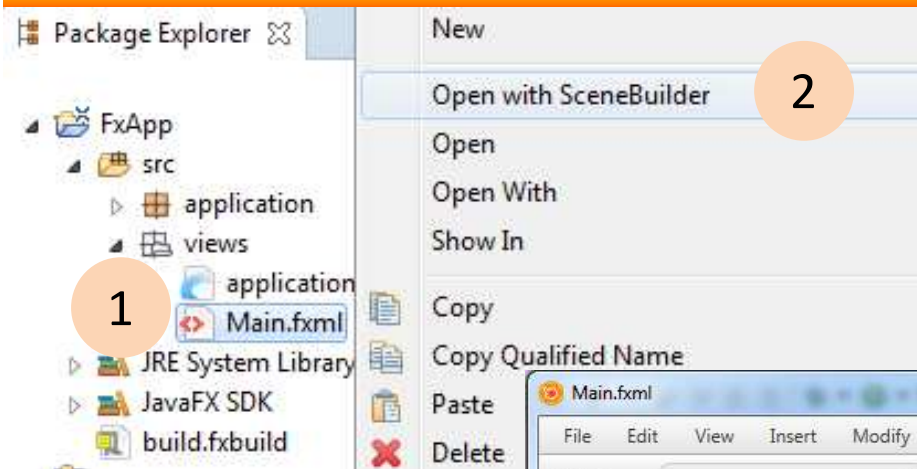 Package Explorer
FxApp
src
application
views
application
1
Main.fxml
JRE System Library
JavaFX SDK
build.fxbuild
New
Open with SceneBuilder
2
Open
Open With
Show In
Copy
Copy Qualified Name
Paste
Delete
Main.fxml
File Edit View Insert Modify